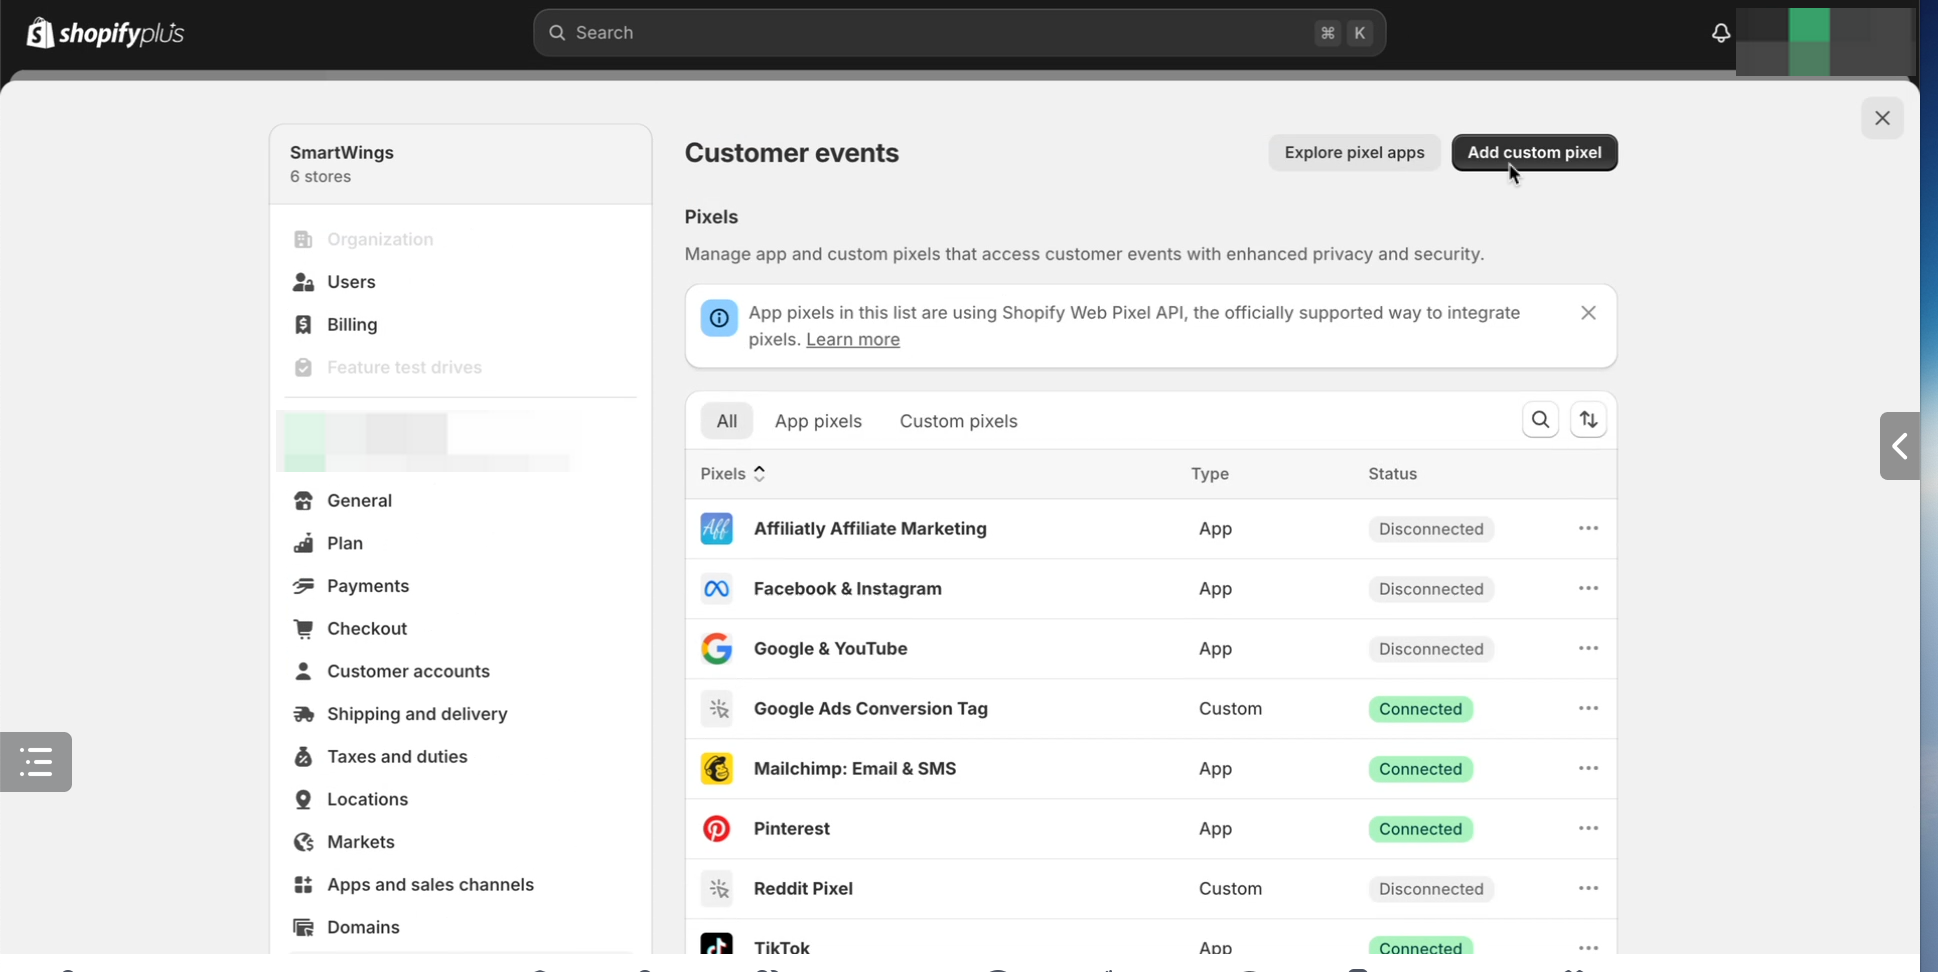 shopifyplus
Search
⌘ K
SmartWings
6 stores
Organization
Users
Billing
Feature test drives
General
Plan
Payments
Checkout
Customer accounts
Shipping and delivery
Taxes and duties
Locations
Markets
Apps and sales channels
Domains
Customer events
Explore pixel apps
Add custom pixel
Pixels
Manage app and custom pixels that access customer events with enhanced privacy and security.
App pixels in this list are using Shopify Web Pixel API, the officially supported way to integrate
pixels. Learn more
All App pixels Custom pixels
Pixels Type Status
Aff Affiliatly Affiliate Marketing App Disconnected
Facebook & Instagram App Disconnected
Google & YouTube App Disconnected
Google Ads Conversion Tag Custom Connected
Mailchimp: Email & SMS App Connected
Pinterest App Connected
Reddit Pixel Custom Disconnected
TikTok App Connected